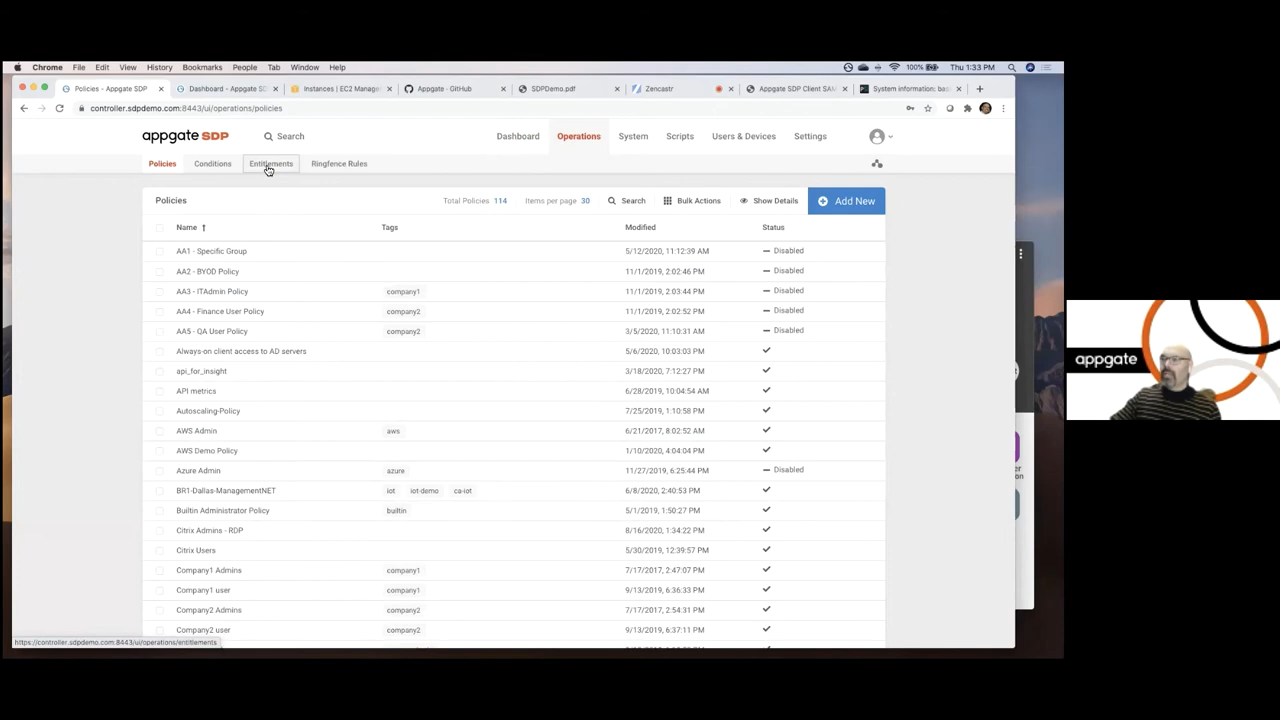 Chrome File Edit View History Bookmarks People Tab Window Help 100% Thu 1:33 PM
Policies - Appgate SDP Dashboard - Appgate SD Instances | EC2 Manage Appgate · GitHub SDPDemo.pdf Zencastr Appgate SDP Client SAM System information: bas
controller.sdpdemo.com:8443/ui/operations/policies
appgate SDP Search Dashboard Operations System Scripts Users & Devices Settings
Policies Conditions Entitlements Ringfence Rules
Policies Total Policies 114 Items per page 30 Search Bulk Actions Show Details Add New
Name Tags Modified Status
AA1 - Specific Group 5/12/2020, 11:12:39 AM Disabled
AA2 - BYOD Policy 11/1/2019, 2:02:46 PM Disabled
AA3 - ITAdmin Policy company1 11/1/2019, 2:03:44 PM Disabled
AA4 - Finance User Policy company2 11/1/2019, 2:02:52 PM Disabled
AA5 - QA User Policy company2 3/5/2020, 11:10:31 AM Disabled
Always-on client access to AD servers 5/6/2020, 10:03:03 PM
api_for_insight 3/18/2020, 7:12:27 PM
API metrics 6/28/2019, 10:04:54 AM
Autoscaling-Policy 7/25/2019, 1:10:58 PM
AWS Admin aws 6/21/2017, 8:02:52 AM
AWS Demo Policy 1/10/2020, 4:04:04 PM
Azure Admin azure 11/27/2019, 6:25:44 PM Disabled
BR1-Dallas-ManagementNET iot iot-demo ca-iot 6/8/2020, 2:40:53 PM
Builtin Administrator Policy builtin 5/1/2019, 1:50:27 PM
Citrix Admins - RDP 8/16/2020, 1:34:22 PM
Citrix Users 5/30/2019, 12:39:57 PM
Company1 Admins company1 7/17/2017, 2:47:07 PM
Company1 user company1 9/13/2019, 6:36:33 PM
Company2 Admins company2 7/17/2017, 2:54:31 PM
Company2 user company2 9/13/2019, 6:37:11 PM
https://controller.sdpdemo.com:8443/ui/operations/entitlements
appgate